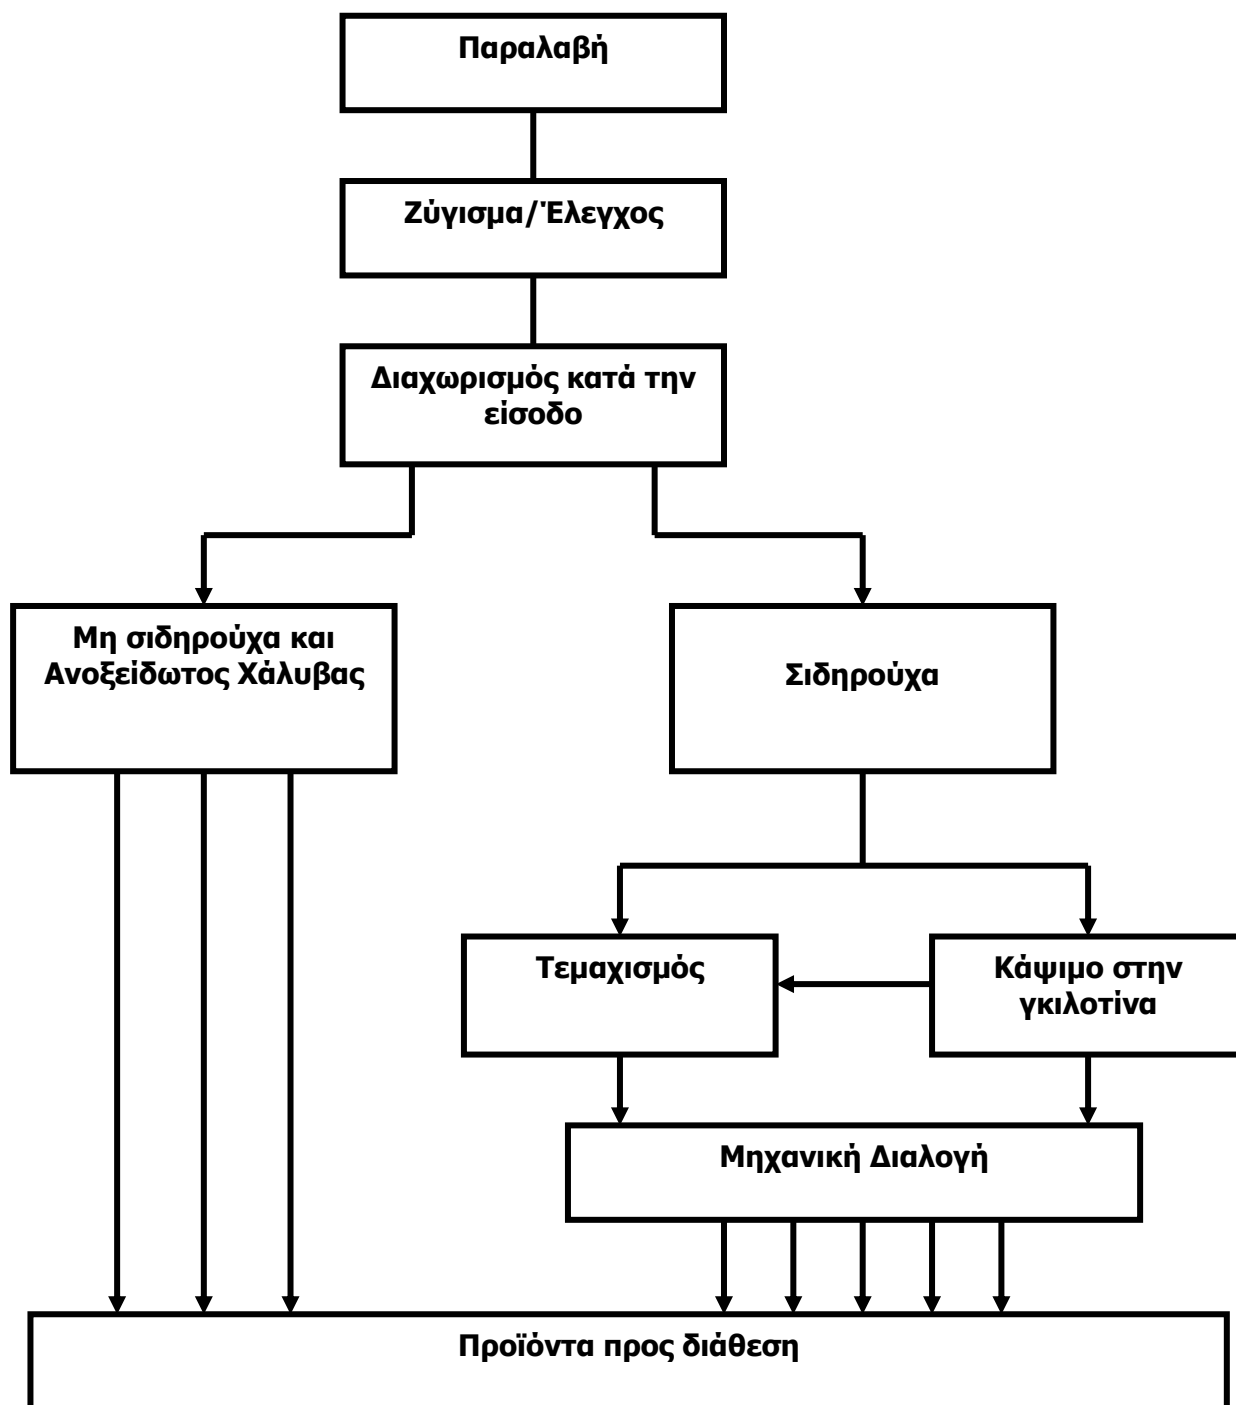 Παραλαβή
Ζύγισμα/Έλεγχος
Διαχωρισμός κατά την
είσοδο
Μη σιδηρούχα και
Ανοξείδωτος Χάλυβας
Σιδηρούχα
Τεμαχισμός
Κάψιμο στην
γκιλοτίνα
Μηχανική Διαλογή
Προϊόντα προς διάθεση